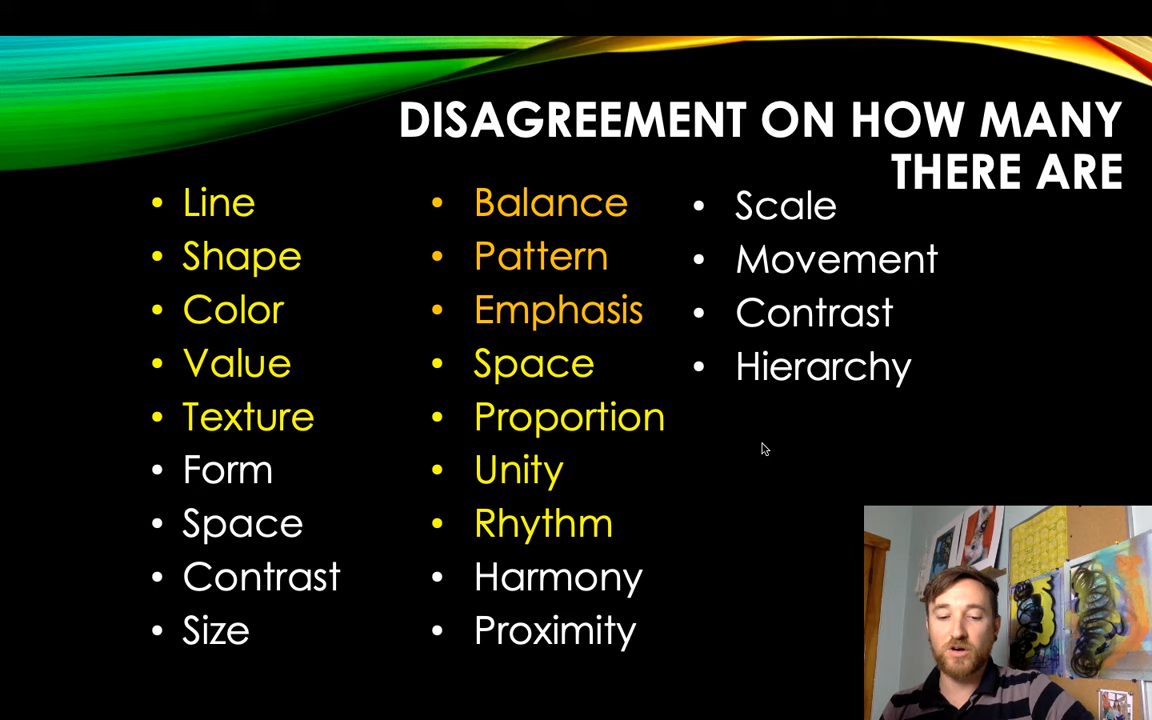 DISAGREEMENT ON HOW MANY
THERE ARE
• Line
• Shape
• Color
• Value
• Texture
• Form
• Space
• Contrast
• Size
• Balance
• Pattern
• Emphasis
• Space
• Proportion
• Unity
• Rhythm
• Harmony
• Proximity
• Scale
• Movement
• Contrast
• Hierarchy